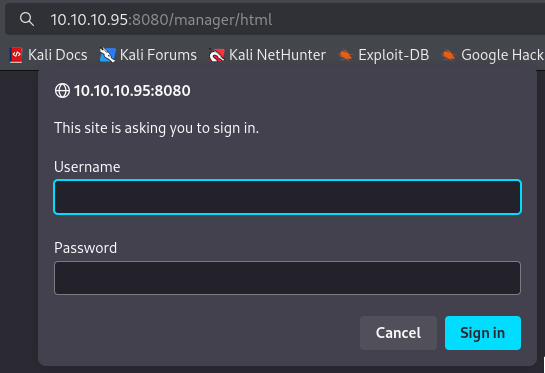 10.10.10.95:8080/manager/html
Kali Docs Kali Forums Kali NetHunter Exploit-DB Google Hack
10.10.10.95:8080
This site is asking you to sign in.
Username
Password
Cancel Sign in